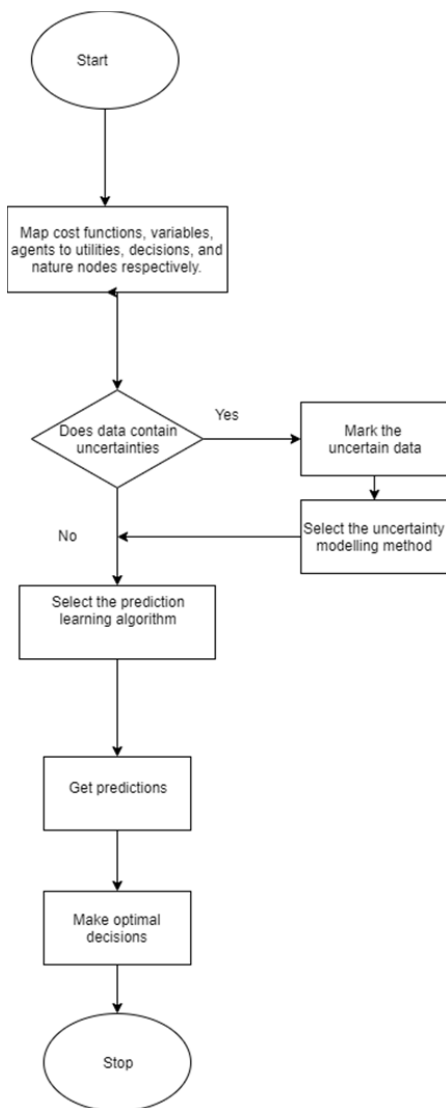 Start
Map cost functions, variables,
agents to utilities, decisions, and
nature nodes respectively.
Does data contain
uncertainties
Yes
Mark the
uncertain data
Select the uncertainty
modelling method
No
Select the prediction
learning algorithm
Get predictions
Make optimal
decisions
Stop